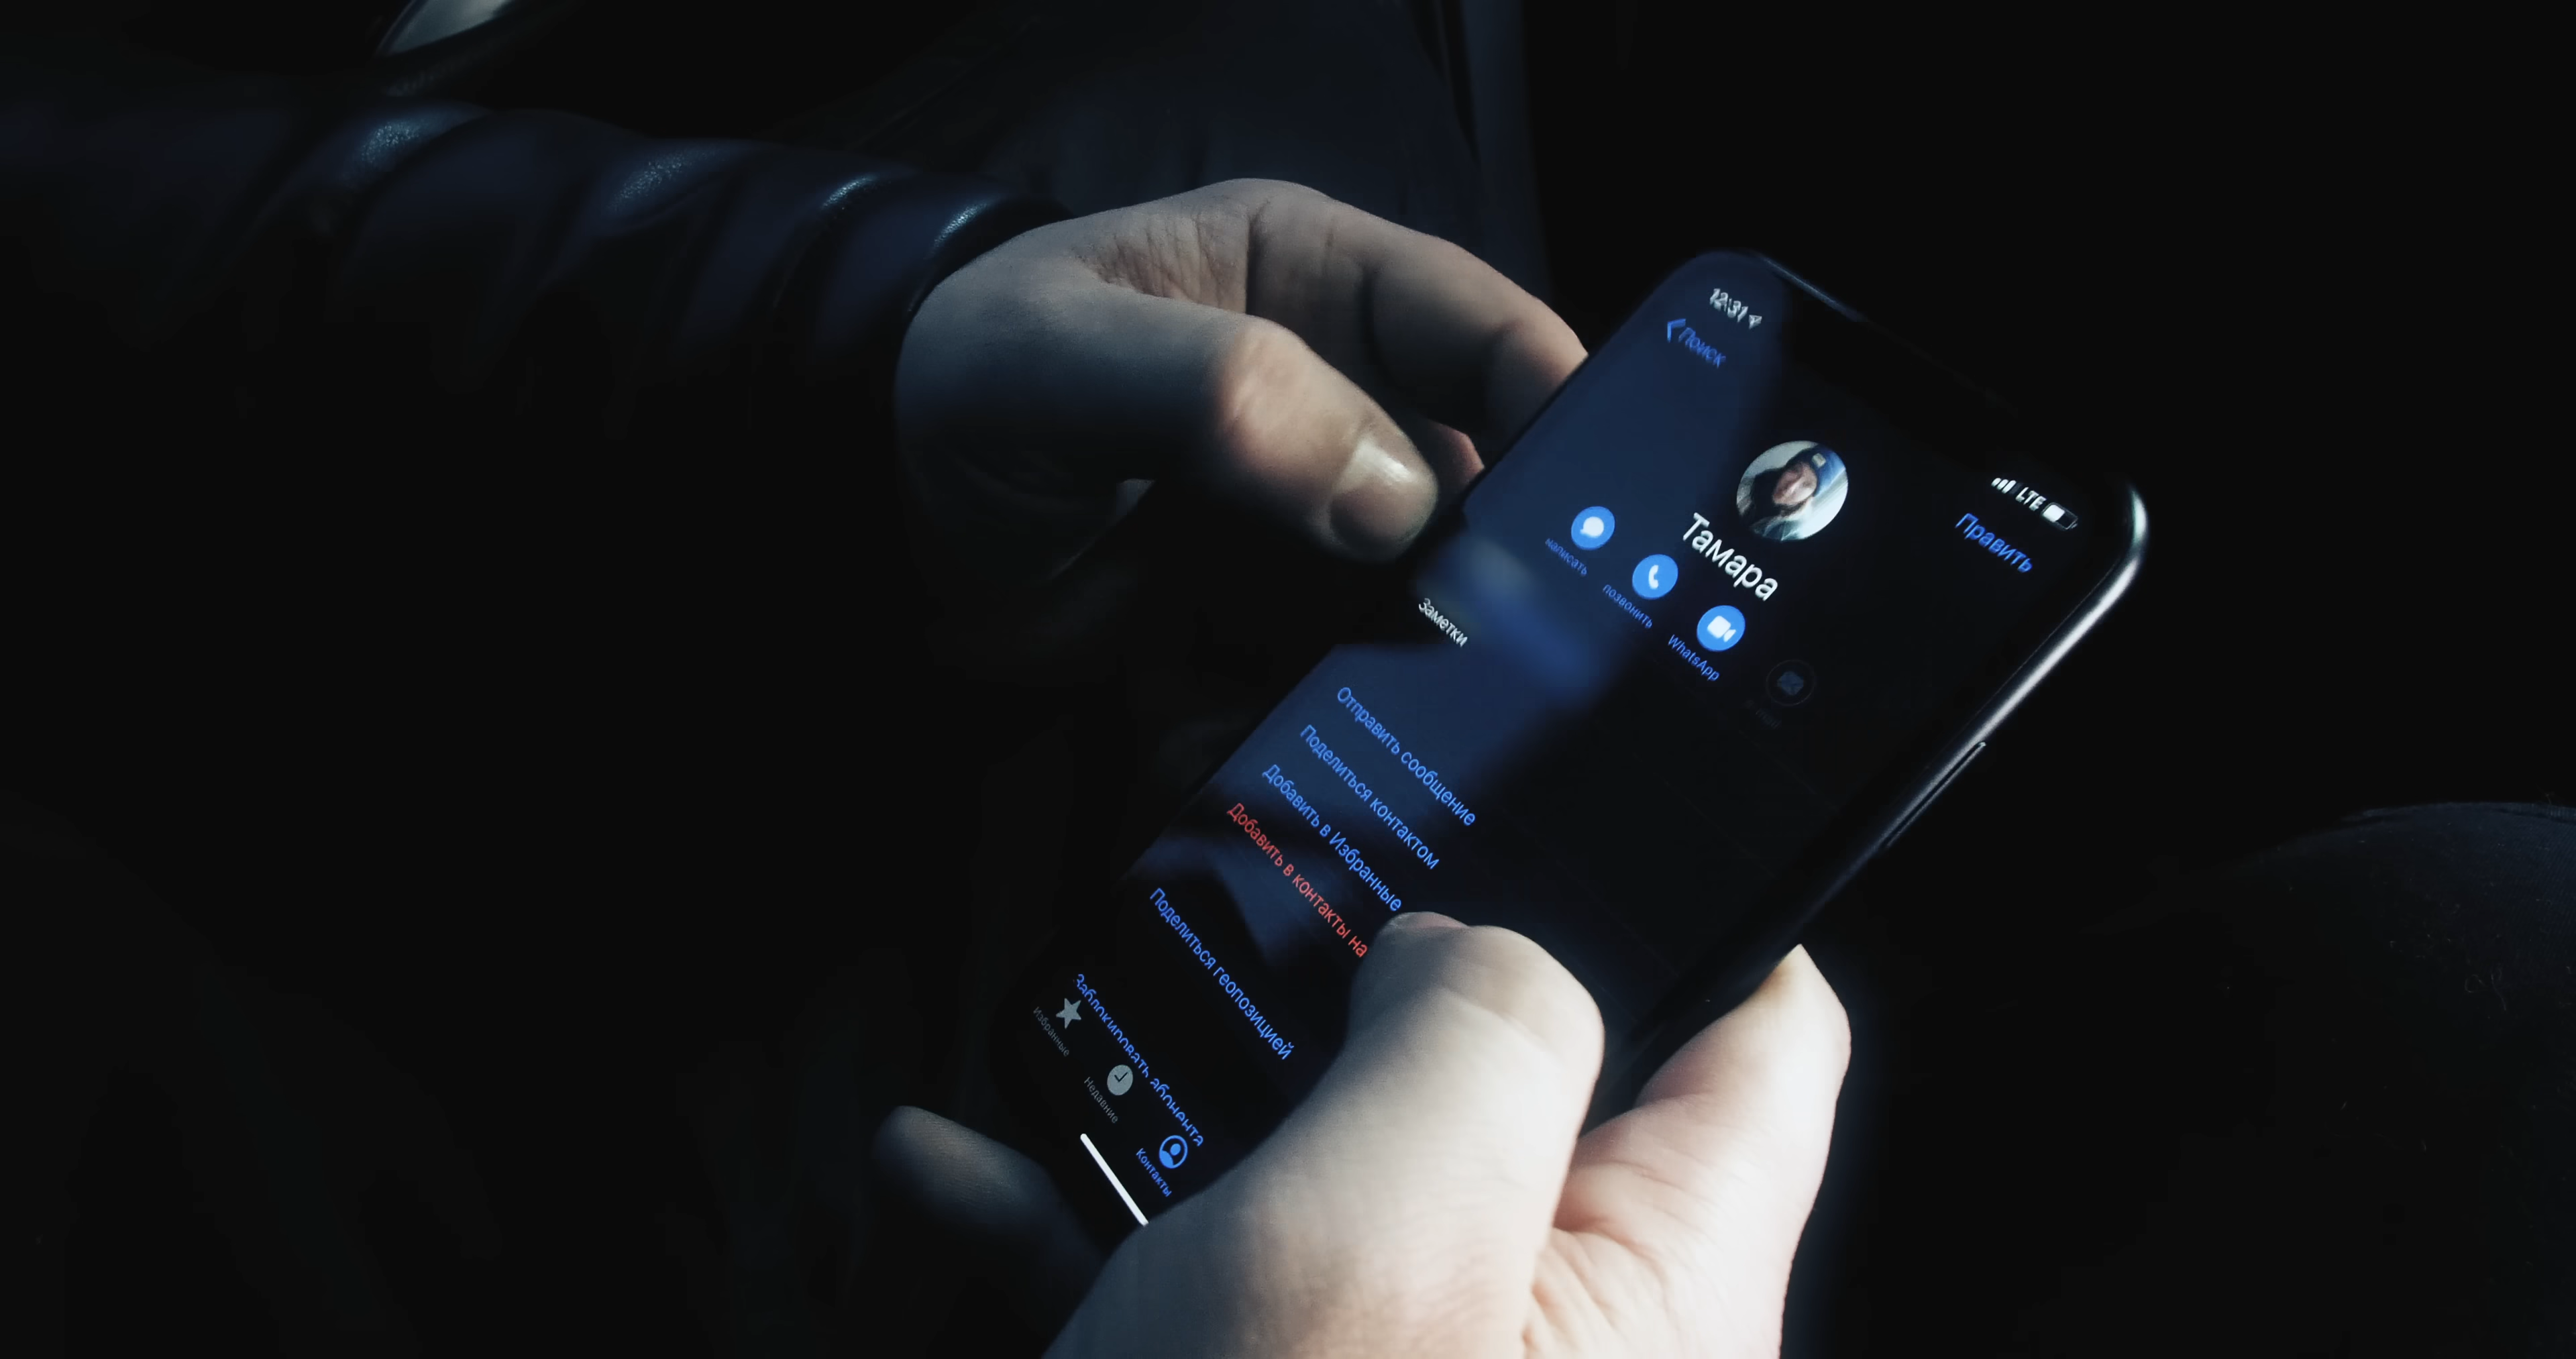 12:31
LTE
Поиск
Править
Тамара
написать
позвонить
WhatsApp
Заметки
Отправить сообщение
Поделиться контактом
Добавить в Избранные
Добавить в контакты на
Поделиться геопозицией
Заблокировать абонента
Избранные
Недавние
Контакты